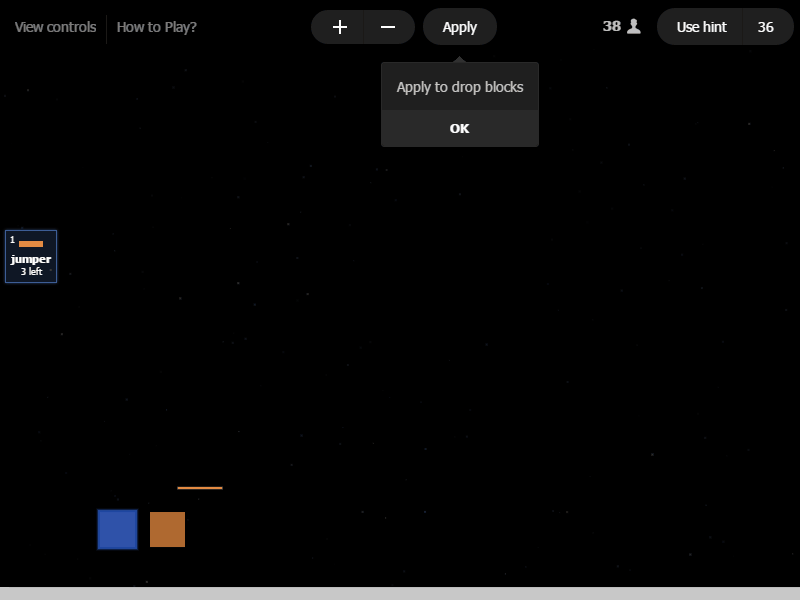 View controls
How to Play?
+
−
Apply
38
Use hint
36
Apply to drop blocks
OK
1
jumper
3 left